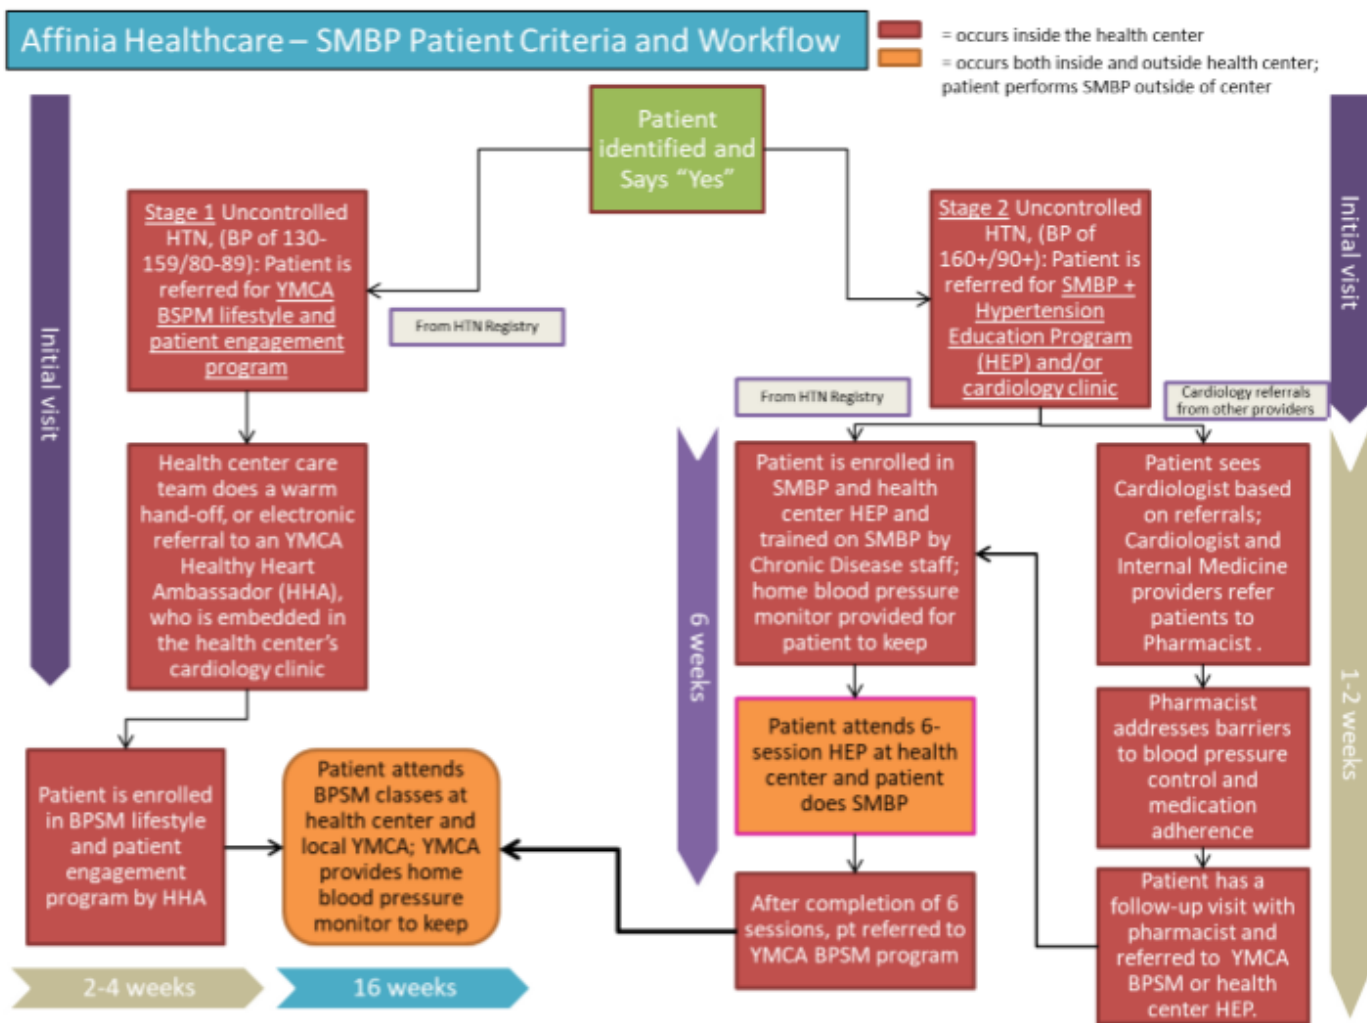 Affinia Healthcare – SMBP Patient Criteria and Workflow
= occurs inside the health center
= occurs both inside and outside health center;
patient performs SMBP outside of center
Initial visit
Patient
identified and
Says “Yes”
Initial visit
Stage 1 Uncontrolled
HTN, (BP of 130-
159/80-89): Patient is
referred for YMCA
BSPM lifestyle and
patient engagement
program
From HTN Registry
Stage 2 Uncontrolled
HTN, (BP of
160+/90+): Patient is
referred for SMBP +
Hypertension
Education Program
(HEP) and/or
cardiology clinic
From HTN Registry
Cardiology referrals
from other providers
Health center care
team does a warm
hand-off, or electronic
referral to an YMCA
Healthy Heart
Ambassador (HHA),
who is embedded in
the health center’s
cardiology clinic
6 weeks
Patient is enrolled in
SMBP and health
center HEP and
trained on SMBP by
Chronic Disease staff;
home blood pressure
monitor provided for
patient to keep
Patient sees
Cardiologist based
on referrals;
Cardiologist and
Internal Medicine
providers refer
patients to
Pharmacist .
1-2 weeks
Patient attends 6-
session HEP at health
center and patient
does SMBP
Pharmacist
addresses barriers
to blood pressure
control and
medication
adherence
Patient is enrolled
in BPSM lifestyle
and patient
engagement
program by HHA
Patient attends
BPSM classes at
health center and
local YMCA; YMCA
provides home
blood pressure
monitor to keep
After completion of 6
sessions, pt referred to
YMCA BPSM program
Patient has a
follow-up visit with
pharmacist and
referred to YMCA
BPSM or health
center HEP.
2-4 weeks
16 weeks